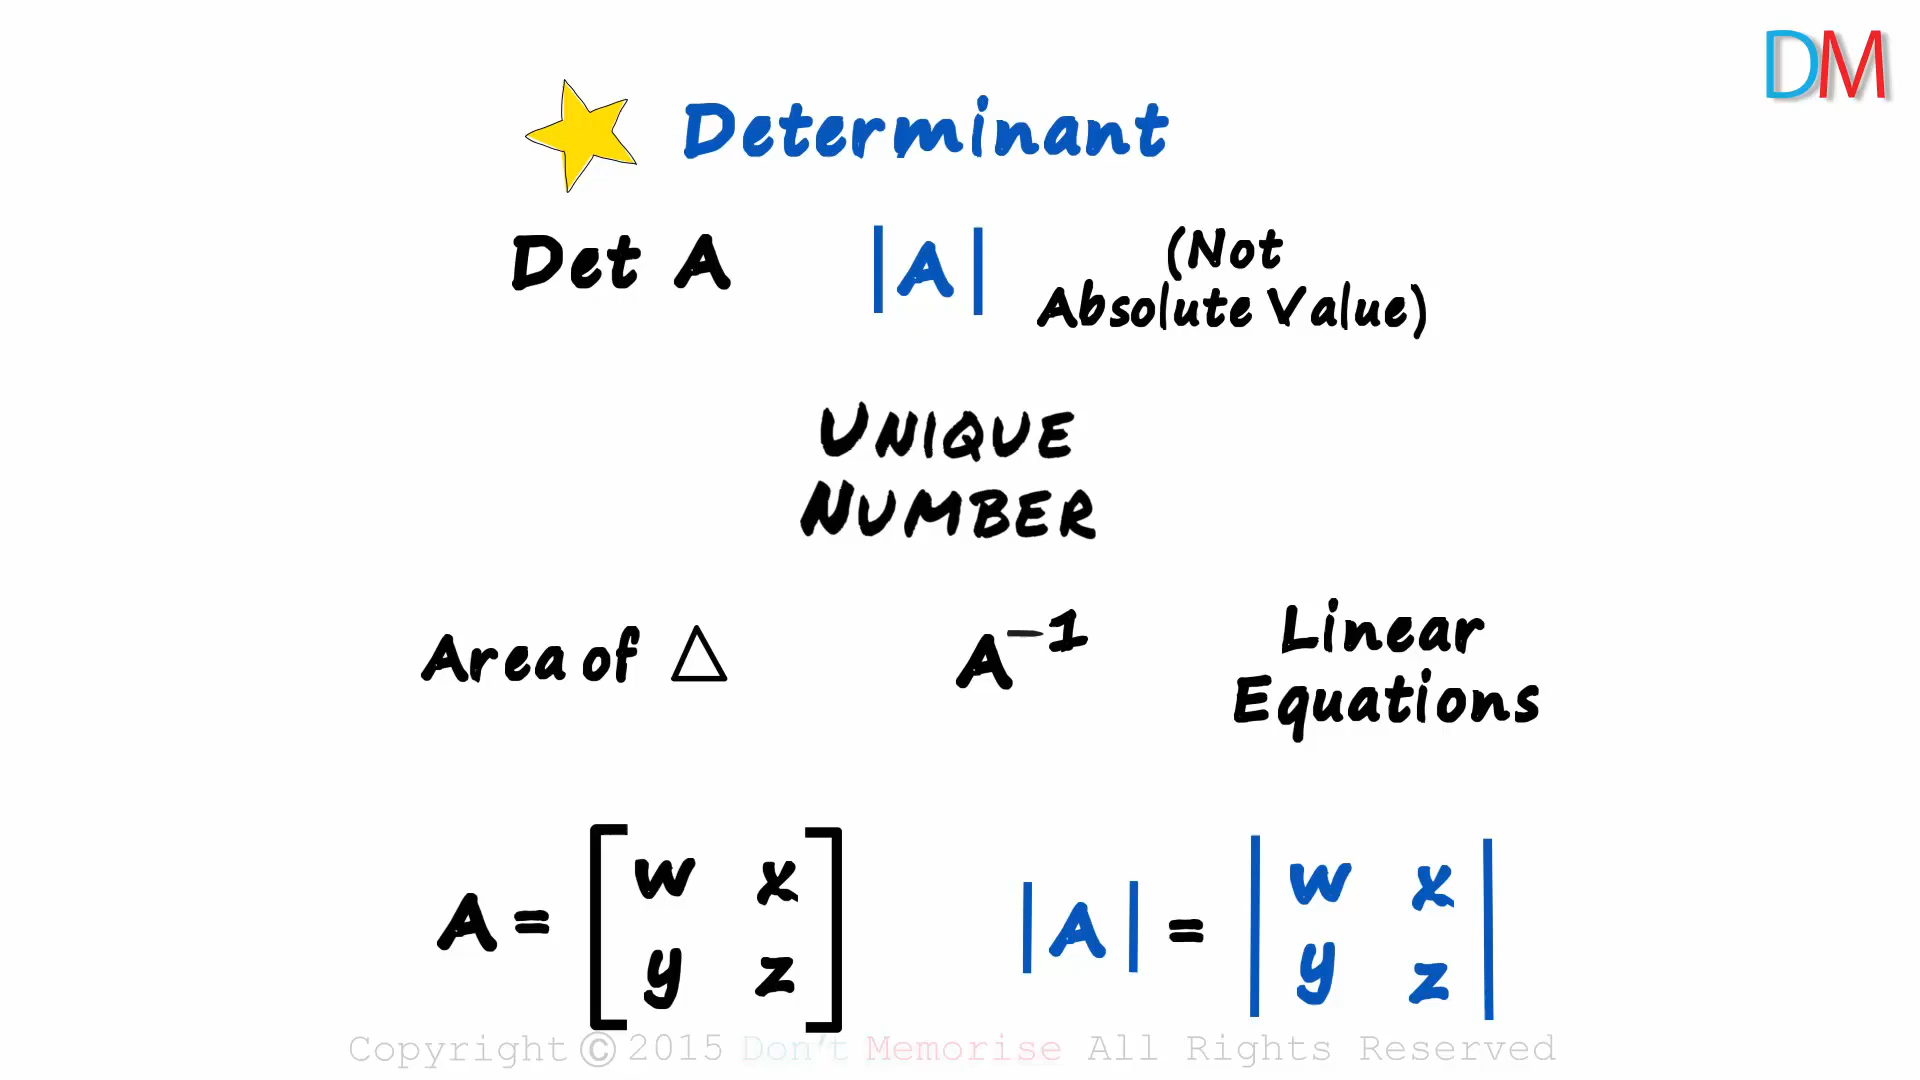 DM
Determinant
Det A |A| (Not
Absolute Value)
UNIQUE
NUMBER
Area of △ A⁻¹ Linear
Equations
A = [w x
y z]
|A| = |w x
y z|
Copyright © 2015 Don't Memorise All Rights Reserved